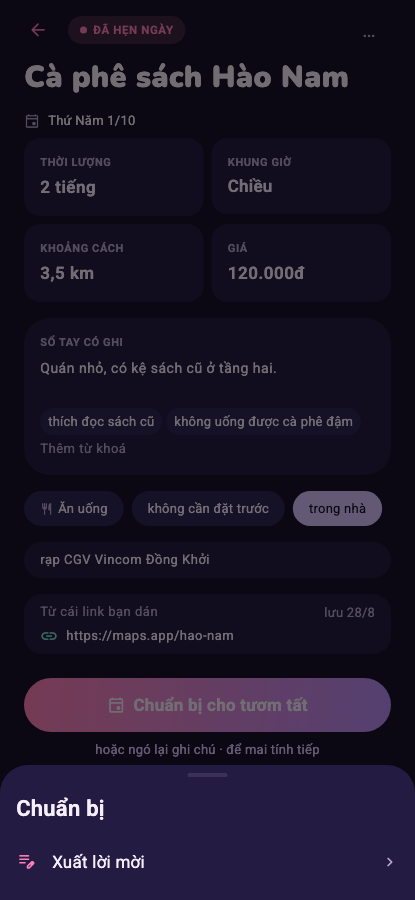 ĐÃ HẸN NGÀY
...
Cà phê sách Hào Nam
Thứ Năm 1/10
THỜI LƯỢNG
2 tiếng
KHUNG GIỜ
Chiều
KHOẢNG CÁCH
3,5 km
GIÁ
120.000đ
SỔ TAY CÓ GHI
Quán nhỏ, có kệ sách cũ ở tầng hai.
thích đọc sách cũ không uống được cà phê đậm
Thêm từ khoá
Ăn uống không cần đặt trước trong nhà
rạp CGV Vincom Đồng Khởi
Từ cái link bạn dán lưu 28/8
https://maps.app/hao-nam
Chuẩn bị cho tươm tất
hoặc ngó lại ghi chú · để mai tính tiếp
Chuẩn bị
Xuất lời mời